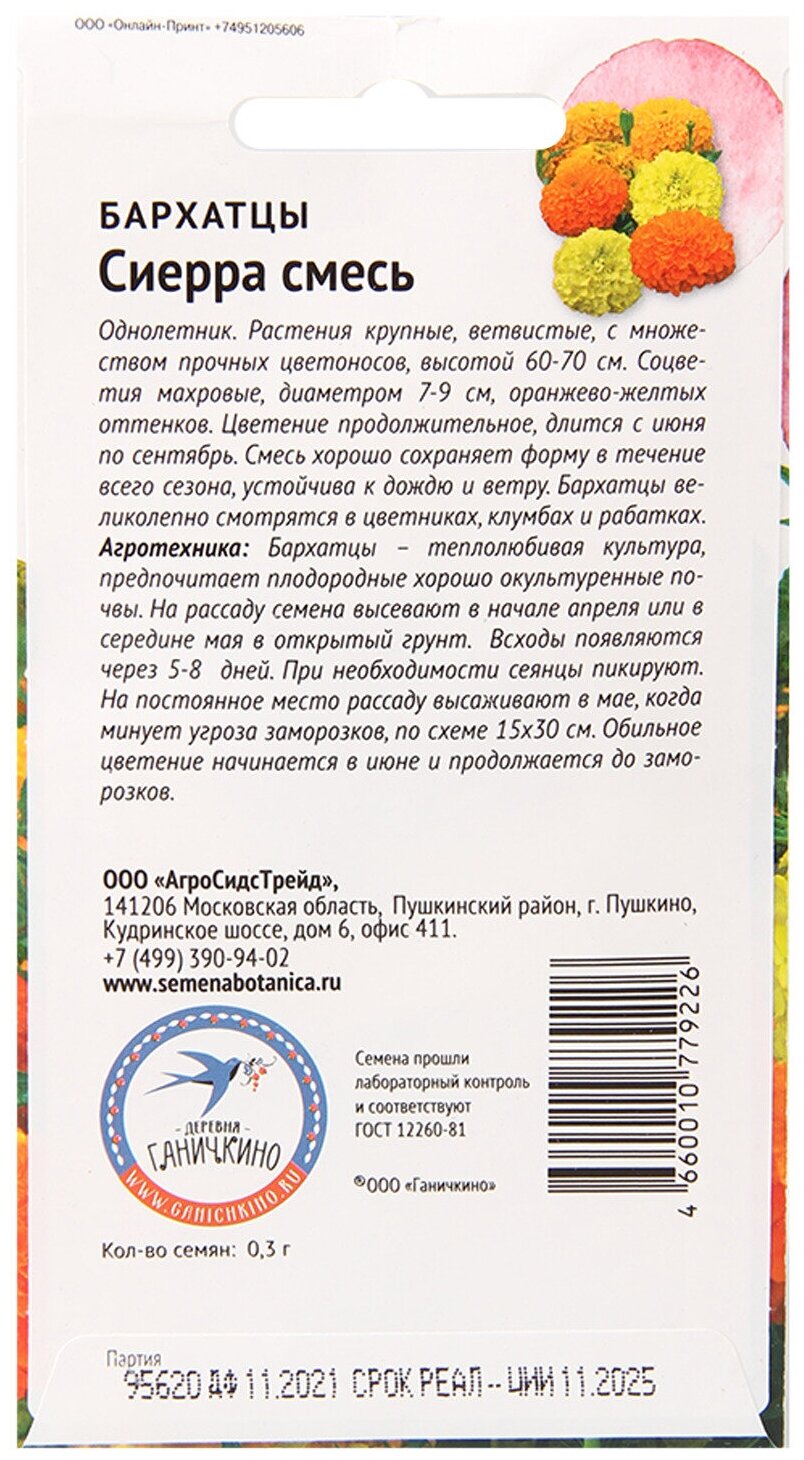 ООО «Онлайн-Принт» +74951205606
БАРХАТЦЫ
Сиерра смесь
Однолетник. Растения крупные, ветвистые, с множе-
ством прочных цветоносов, высотой 60-70 см. Соцве-
тия махровые, диаметром 7-9 см, оранжево-желтых
оттенков. Цветение продолжительное, длится с июня
по сентябрь. Смесь хорошо сохраняет форму в течение
всего сезона, устойчива к дождю и ветру. Бархатцы ве-
ликолепно смотрятся в цветниках, клумбах и рабатках.
Агротехника: Бархатцы – теплолюбивая культура,
предпочитает плодородные хорошо окультуренные по-
чвы. На рассаду семена высевают в начале апреля или в
середине мая в открытый грунт. Всходы появляются
через 5-8 дней. При необходимости сеянцы пикируют.
На постоянное место рассаду высаживают в мае, когда
минует угроза заморозков, по схеме 15х30 см. Обильное
цветение начинается в июне и продолжается до замо-
розков.
ООО «АгроСидсТрейд»,
141206 Московская область, Пушкинский район, г. Пушкино,
Кудринское шоссе, дом 6, офис 411.
+7 (499) 390-94-02
www.semenabotanica.ru
- ДЕРЕВНЯ -
ГАНИЧКИНО
WWW.GANICHKINO.RU
Семена прошли
лабораторный контроль
и соответствуют
ГОСТ 12260-81
®ООО «Ганичкино»
4 660010 779226
Кол-во семян: 0,3 г
Партия
95620 ДФ 11.2021 СРОК РЕАЛ-- ЦИИ 11.2025